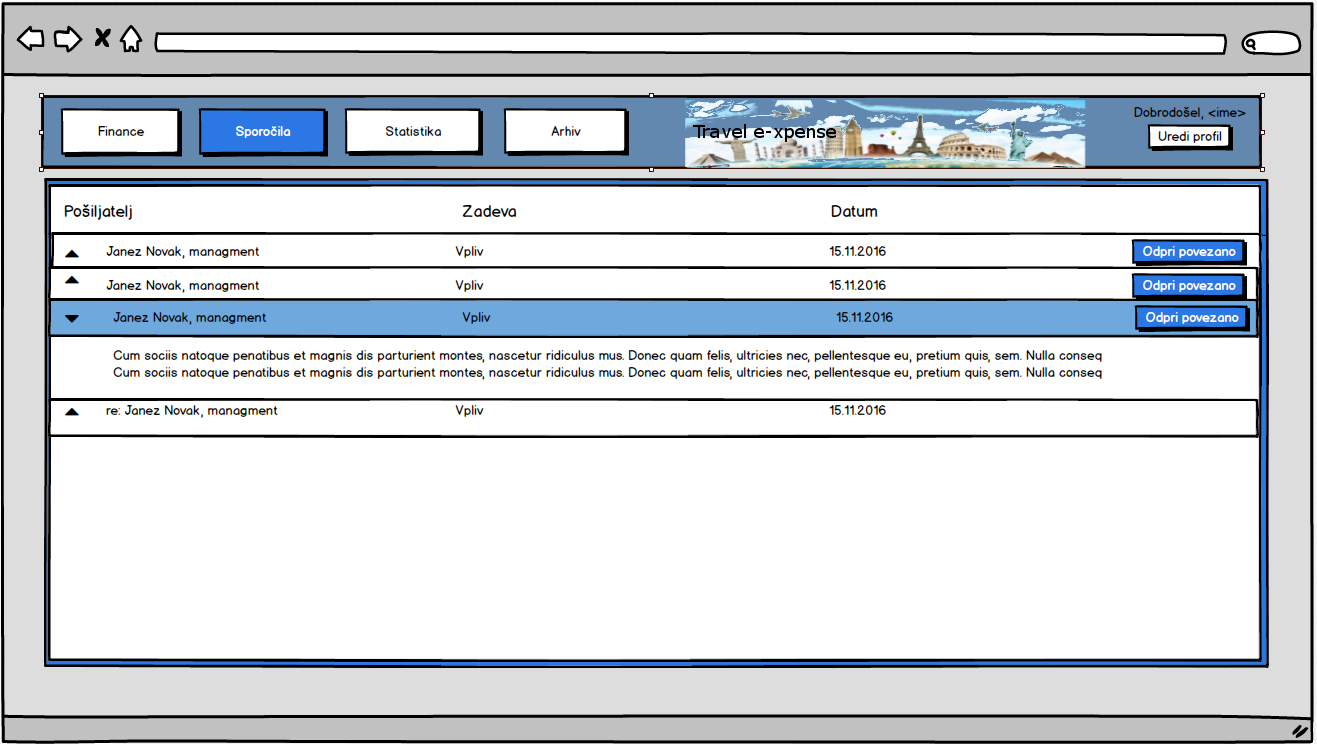 Finance Sporočila Statistika Arhiv Travel e-xpense Dobrodošel, <ime>
Uredi profil
Pošiljatelj Zadeva Datum
Janez Novak, managment Vpliv 15.11.2016 Odpri povezano
Janez Novak, managment Vpliv 15.11.2016 Odpri povezano
Janez Novak, managment Vpliv 15.11.2016 Odpri povezano
Cum sociis natoque penatibus et magnis dis parturient montes, nascetur ridiculus mus. Donec quam felis, ultricies nec, pellentesque eu, pretium quis, sem. Nulla conseq
Cum sociis natoque penatibus et magnis dis parturient montes, nascetur ridiculus mus. Donec quam felis, ultricies nec, pellentesque eu, pretium quis, sem. Nulla conseq
re: Janez Novak, managment Vpliv 15.11.2016